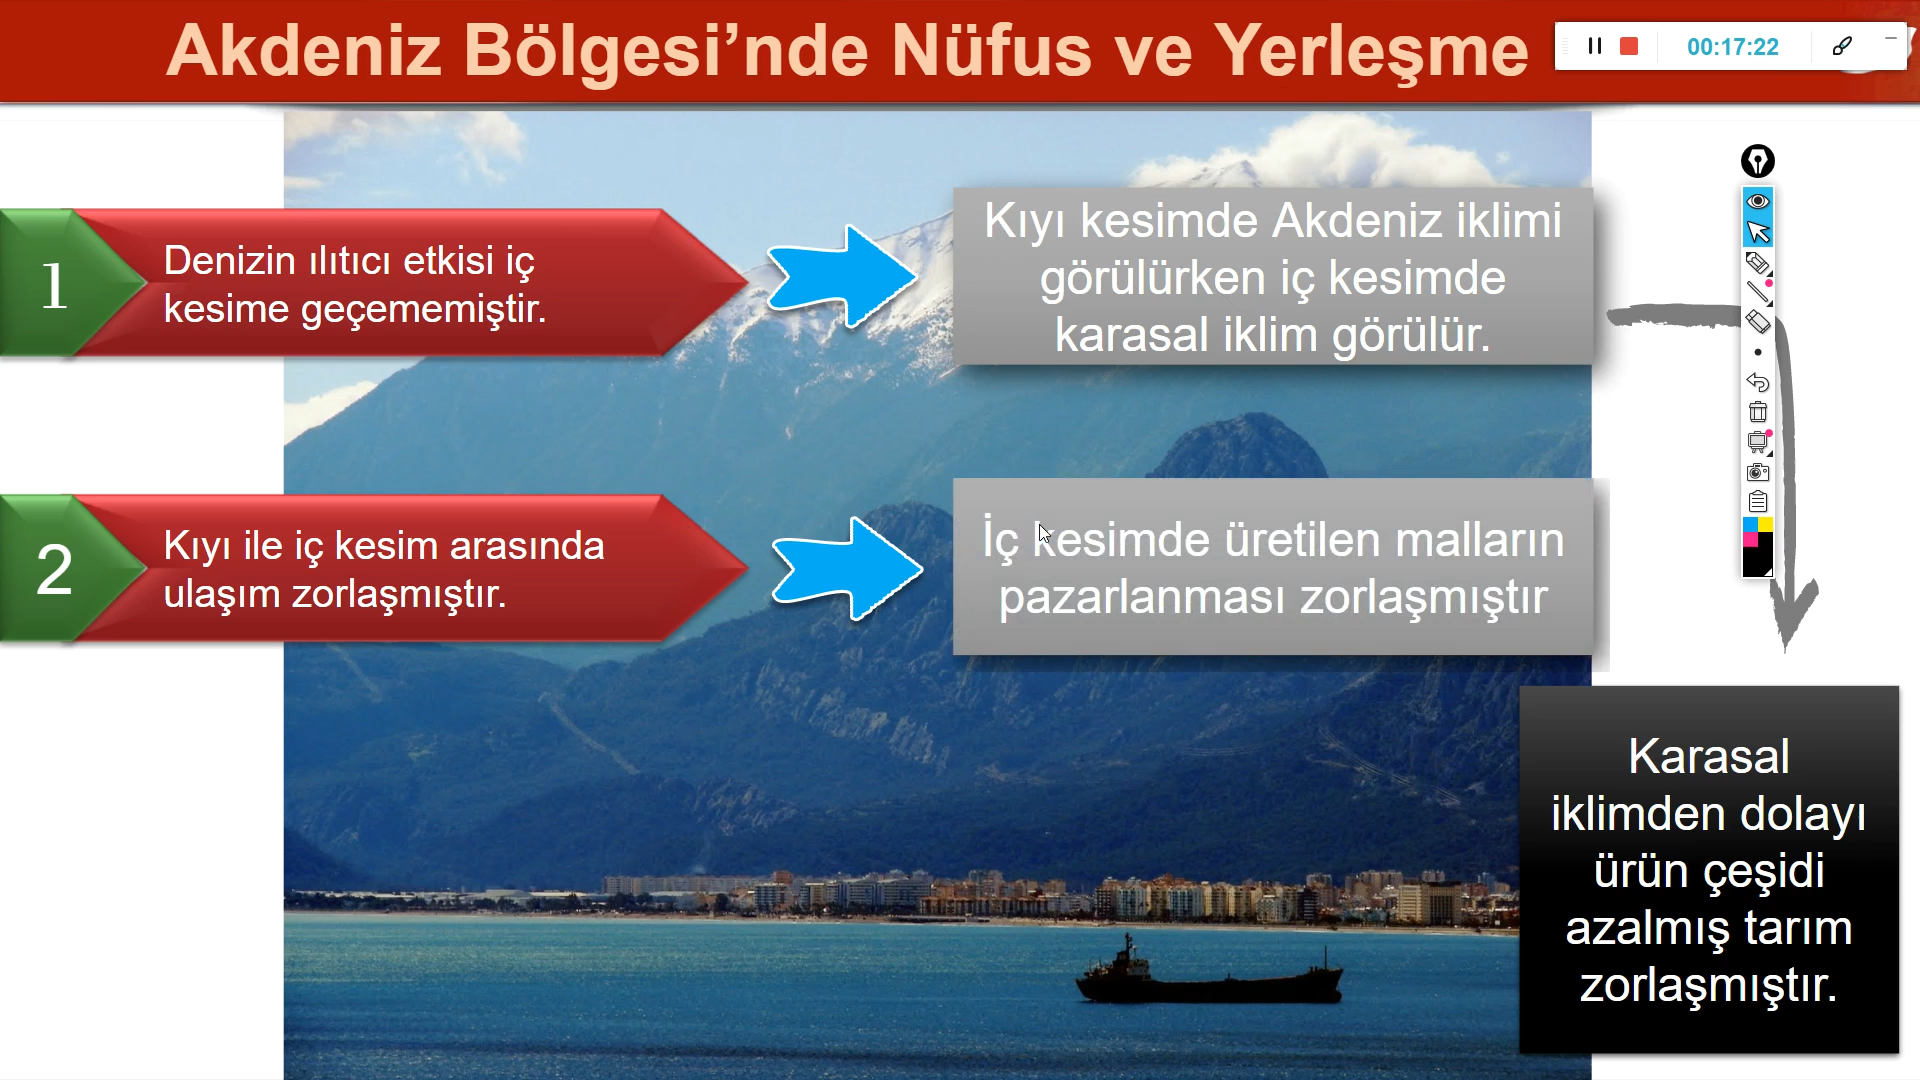 Akdeniz Bölgesi’nde Nüfus ve Yerleşme
00:17:22
1
Denizin ılıtıcı etkisi iç
kesime geçememiştir.
Kıyı kesimde Akdeniz iklimi
görülürken iç kesimde
karasal iklim görülür.
2
Kıyı ile iç kesim arasında
ulaşım zorlaşmıştır.
İç kesimde üretilen malların
pazarlanması zorlaşmıştır
Karasal
iklimden dolayı
ürün çeşidi
azalmış tarım
zorlaşmıştır.